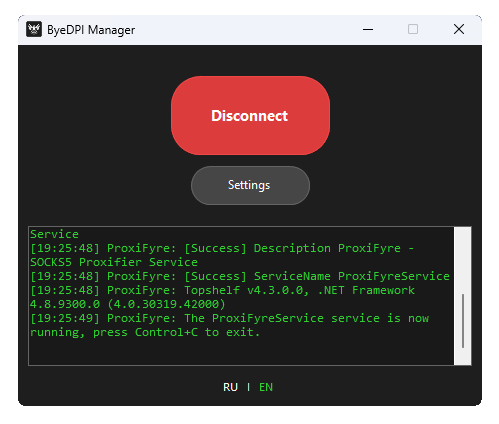 ByeDPI Manager
Disconnect
Settings
Service
[19:25:48] ProxiFyre: [Success] Description ProxiFyre -
SOCKS5 Proxifier Service
[19:25:48] ProxiFyre: [Success] ServiceName ProxiFyreService
[19:25:48] ProxiFyre: Topshelf v4.3.0.0, .NET Framework
4.8.9300.0 (4.0.30319.42000)
[19:25:49] ProxiFyre: The ProxiFyreService service is now
running, press Control+C to exit.
RU | EN